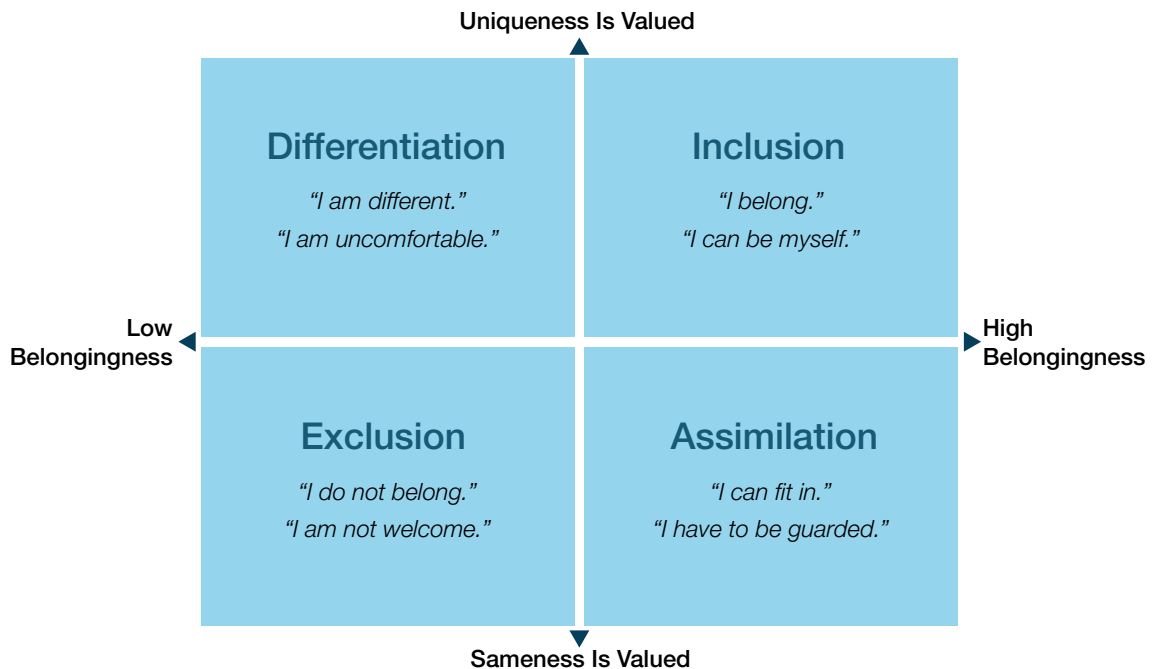 Uniqueness Is Valued
Differentiation
“I am different.”
“I am uncomfortable.”
Inclusion
“I belong.”
“I can be myself.”
Low
Belongingness
High
Belongingness
Exclusion
“I do not belong.”
“I am not welcome.”
Assimilation
“I can fit in.”
“I have to be guarded.”
Sameness Is Valued